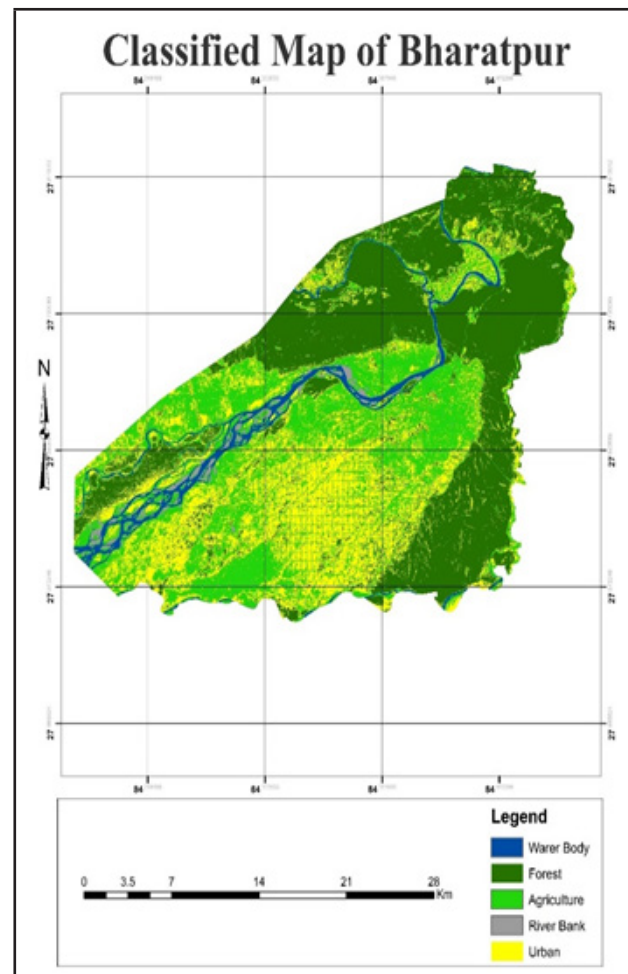 Classified Map of Bharatpur
84 84 84 84
27 27
27 27
N
27 27
27 27
27 27
84 84 84 84
Legend
Warer Body
Forest
Agriculture
River Bank
Urban
0 3.5 7 14 21 28
Km